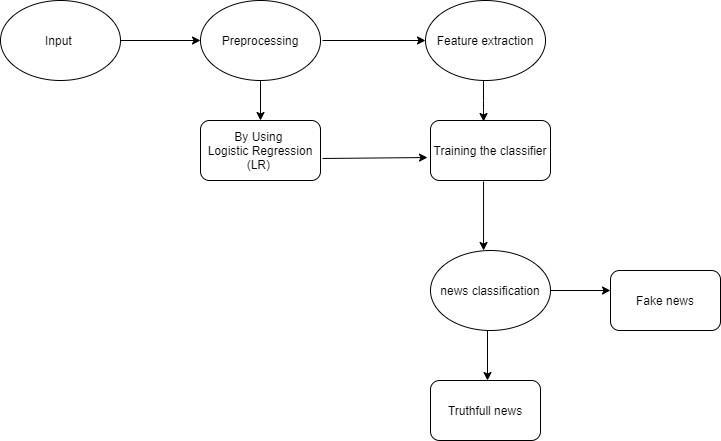 Input
Preprocessing
Feature extraction
By Using
Logistic Regression
(LR)
Training the classifier
news classification
Fake news
Truthfull news